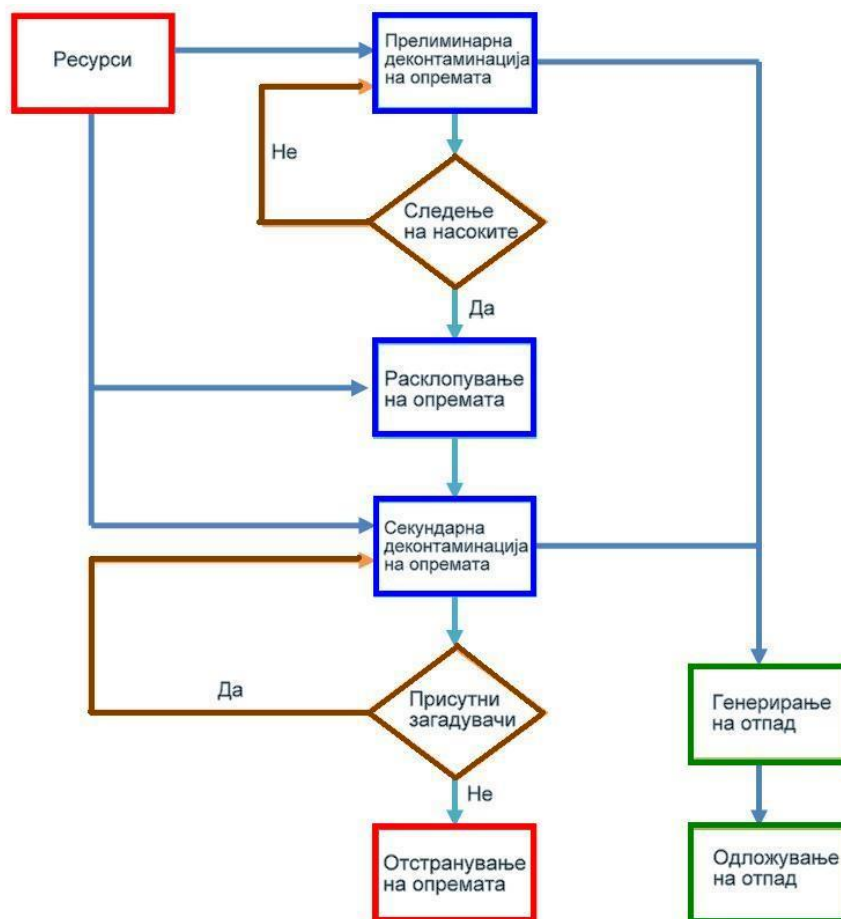 Ресурси
Прелиминарна
деконтаминација
на опремата
Не
Следење
на насоките
Да
Расклопување
на опремата
Секундарна
деконтаминација
на опремата
Да
Присутни
загадувачи
Генерирање
на отпад
Не
Отстранување
на опремата
Одложување
на отпад